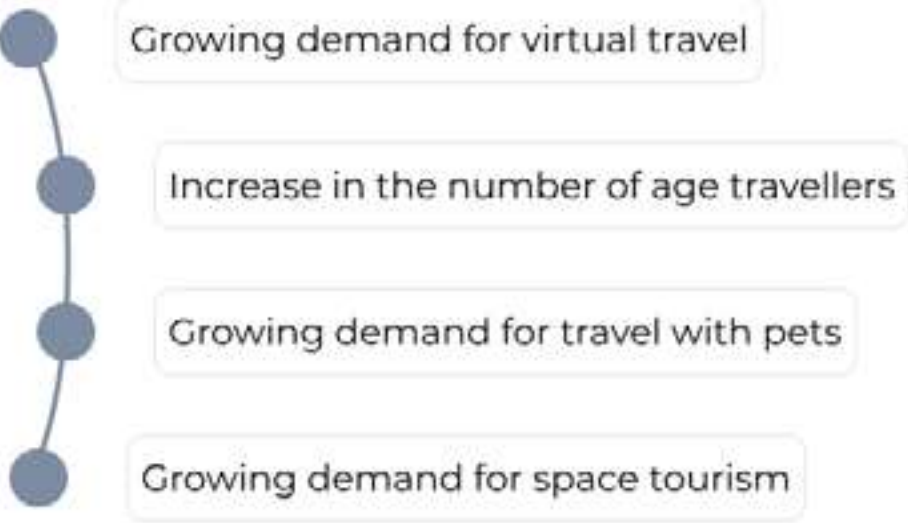 Growing demand for virtual travel
Increase in the number of age travellers
Growing demand for travel with pets
Growing demand for space tourism